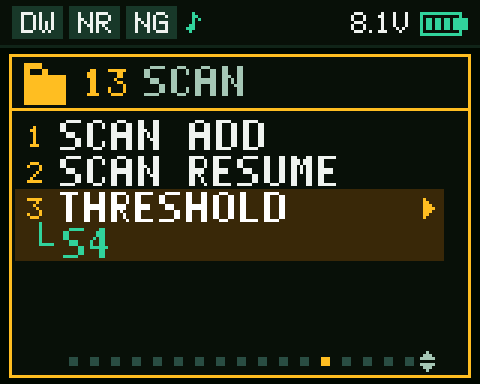 DW NR NG 8.1V
13 SCAN
1 SCAN ADD
2 SCAN RESUME
3 THRESHOLD
S4